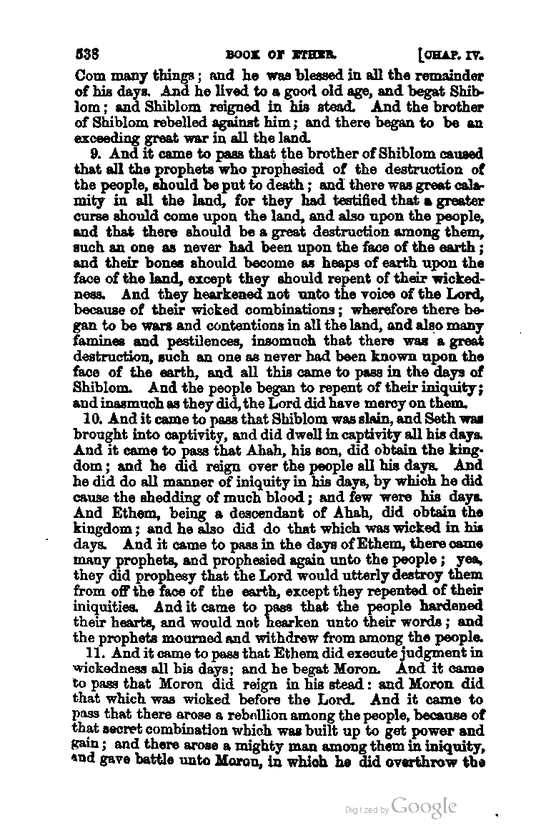 538 BOOK OF ETHER. [CHAP. IV.
Com many things; and he was blessed in all the remainder
of his days. And he lived to a good old age, and begat Shib-
lom; and Shiblom reigned in his stead. And the brother
of Shiblom rebelled against him; and there began to be an
exceeding great war in all the land.
9. And it came to pass that the brother of Shiblom caused
that all the prophets who prophesied of the destruction of
the people, should be put to death; and there was great cala-
mity in all the land, for they had testified that a greater
curse should come upon the land, and also upon the people,
and that there should be a great destruction among them,
such an one as never had been upon the face of the earth;
and their bones should become as heaps of earth upon the
face of the land, except they should repent of their wicked-
ness. And they hearkened not unto the voice of the Lord,
because of their wicked combinations; wherefore there be-
gan to be wars and contentions in all the land, and also many
famines and pestilences, insomuch that there was a great
destruction, such an one as never had been known upon the
face of the earth, and all this came to pass in the days of
Shiblom. And the people began to repent of their iniquity;
and inasmuch as they did, the Lord did have mercy on them.
10. And it came to pass that Shiblom was slain, and Seth was
brought into captivity, and did dwell in captivity all his days.
And it came to pass that Ahah, his son, did obtain the king-
dom; and he did reign over the people all his days. And
he did do all manner of iniquity in his days, by which he did
cause the shedding of much blood; and few were his days.
And Ethem, being a descendant of Ahah, did obtain the
kingdom; and he also did do that which was wicked in his
days. And it came to pass in the days of Ethem, there came
many prophets, and prophesied again unto the people; yea,
they did prophesy that the Lord would utterly destroy them
from off the face of the earth, except they repented of their
iniquities. And it came to pass that the people hardened
their hearts, and would not hearken unto their words; and
the prophets mourned and withdrew from among the people.
11. And it came to pass that Ethem did execute judgment in
wickedness all his days; and he begat Moron. And it came
to pass that Moron did reign in his stead: and Moron did
that which was wicked before the Lord. And it came to
pass that there arose a rebellion among the people, because of
that secret combination which was built up to get power and
gain; and there arose a mighty man among them in iniquity,
and gave battle unto Moron, in which he did overthrow the
Digitized by Google